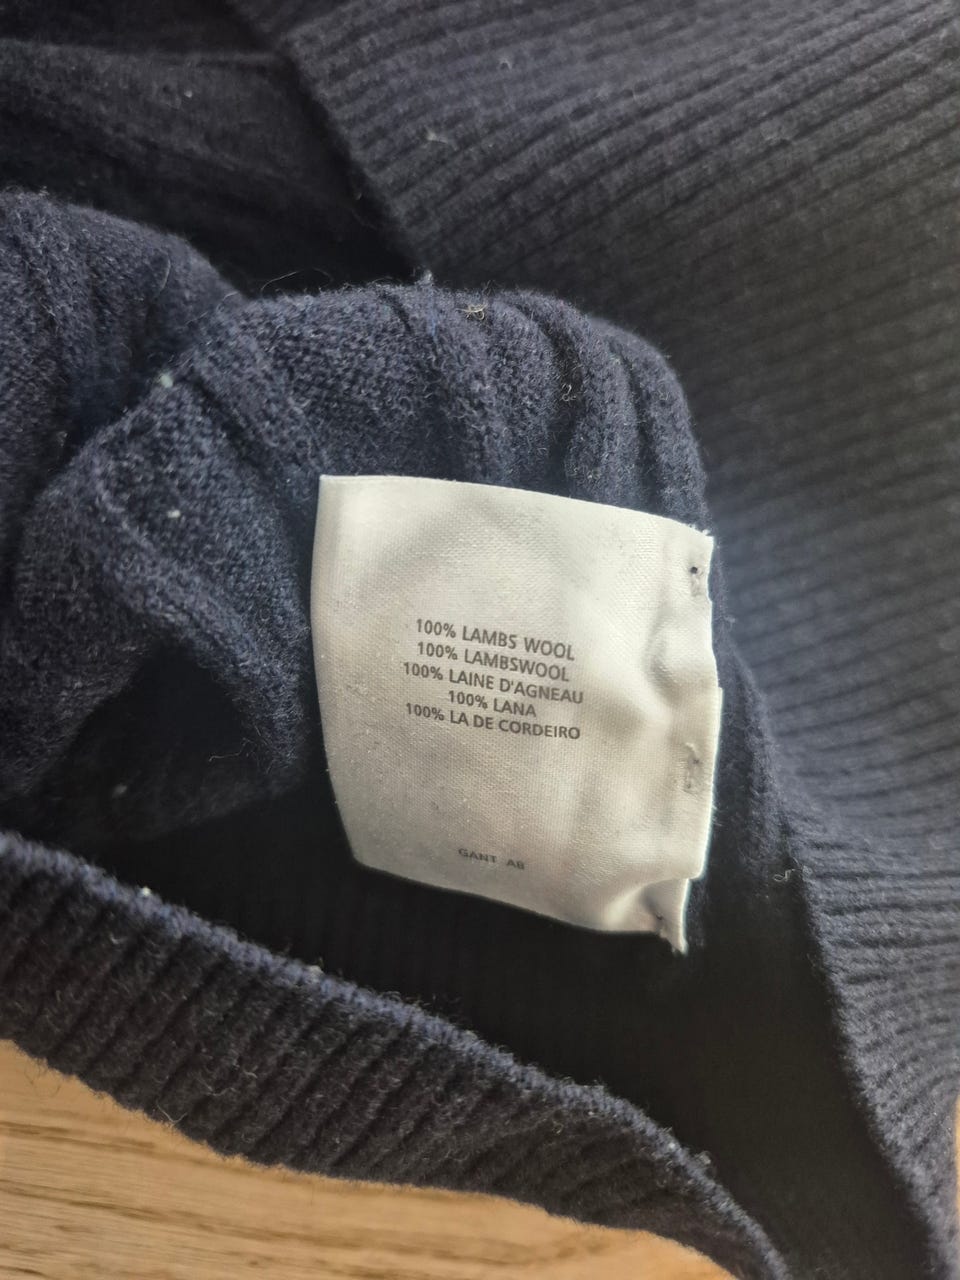 100% LAMBS WOOL
100% LAMBSWOOL
100% LAINE D'AGNEAU
100% LANA
100% LA DE CORDEIRO
GANT AB